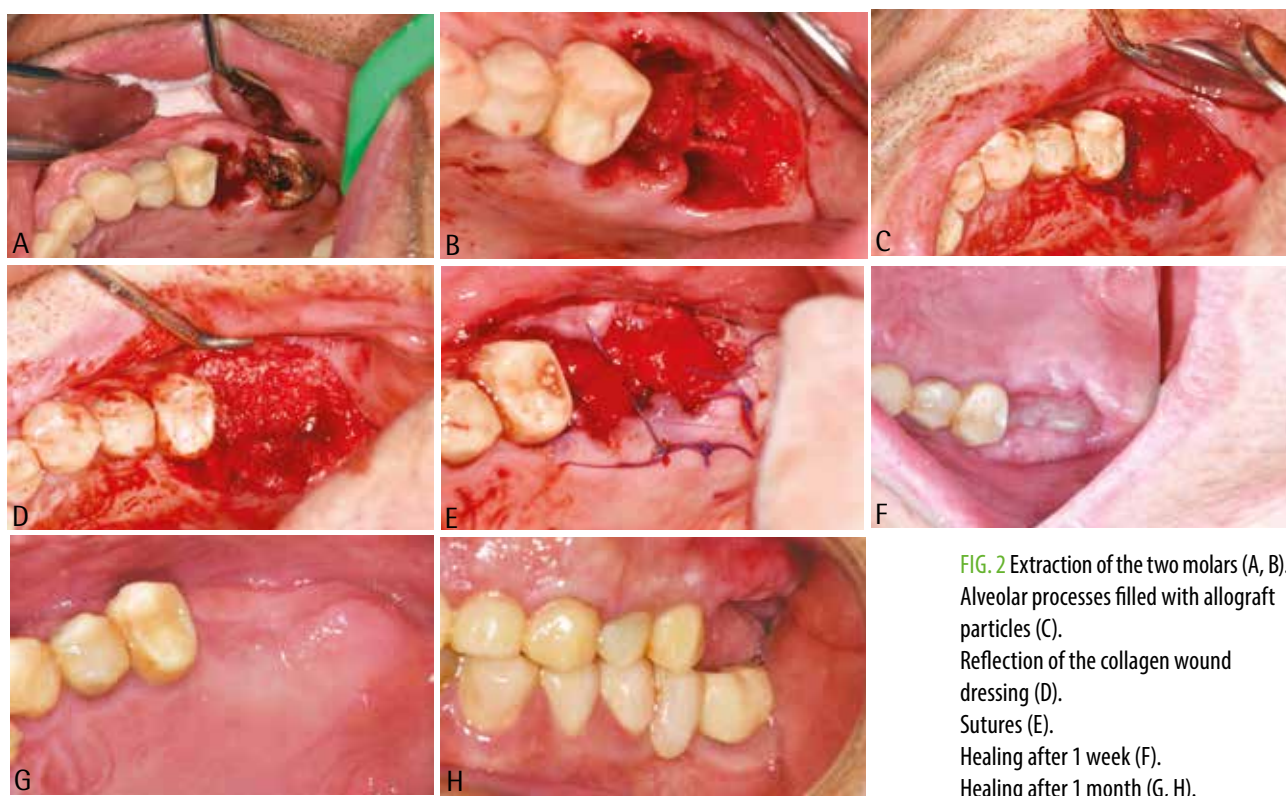 A
B
C
D
E
F
G
H
FIG. 2 Extraction of the two molars (A, B).
Alveolar processes filled with allograft
particles (C).
Reflection of the collagen wound
dressing (D).
Sutures (E).
Healing after 1 week (F).
Healing after 1 month (G, H).